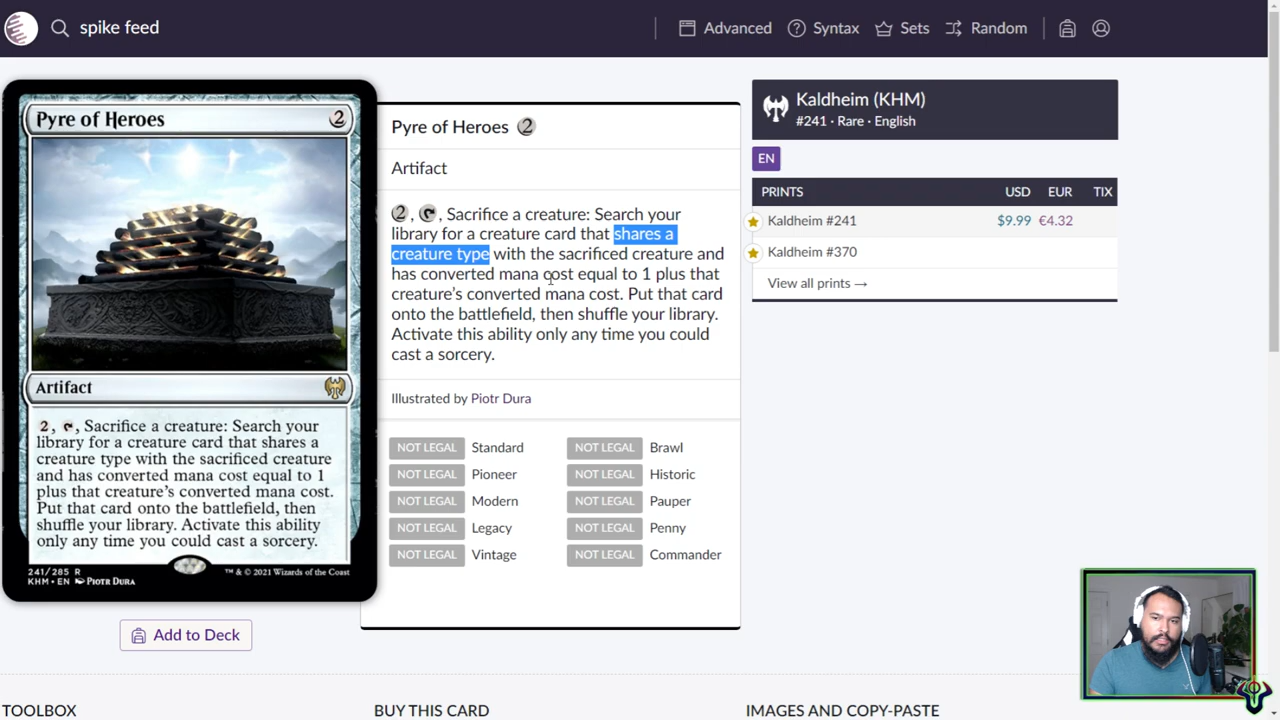 spike feed
Advanced
Syntax
Sets
Random
Pyre of Heroes 2
Artifact
2, T, Sacrifice a creature: Search your
library for a creature card that shares a
creature type with the sacrificed creature
and has converted mana cost equal to 1
plus that creature's converted mana cost.
Put that card onto the battlefield, then
shuffle your library. Activate this ability
only any time you could cast a sorcery.
241/285 R
KHM • EN Piotr Dura
™ & © 2021 Wizards of the Coast
Add to Deck
Pyre of Heroes 2
Artifact
2, T, Sacrifice a creature: Search your
library for a creature card that shares a
creature type with the sacrificed creature and
has converted mana cost equal to 1 plus that
creature's converted mana cost. Put that card
onto the battlefield, then shuffle your library.
Activate this ability only any time you could
cast a sorcery.
Illustrated by Piotr Dura
NOT LEGAL Standard NOT LEGAL Brawl
NOT LEGAL Pioneer NOT LEGAL Historic
NOT LEGAL Modern NOT LEGAL Pauper
NOT LEGAL Legacy NOT LEGAL Penny
NOT LEGAL Vintage NOT LEGAL Commander
Kaldheim (KHM)
#241 · Rare · English
EN
PRINTS USD EUR TIX
Kaldheim #241 $9.99 €4.32
Kaldheim #370
View all prints →
TOOLBOX
BUY THIS CARD
IMAGES AND COPY-PASTE